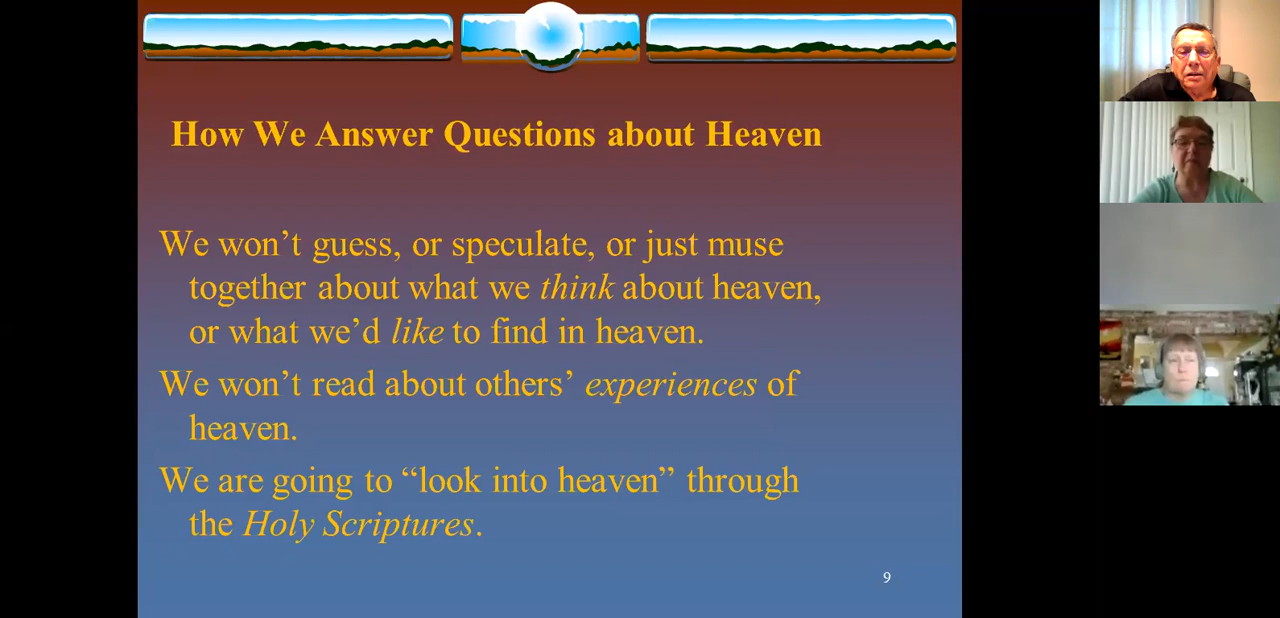 How We Answer Questions about Heaven
We won’t guess, or speculate, or just muse
together about what we think about heaven,
or what we’d like to find in heaven.
We won’t read about others’ experiences of
heaven.
We are going to “look into heaven” through
the Holy Scriptures.
9